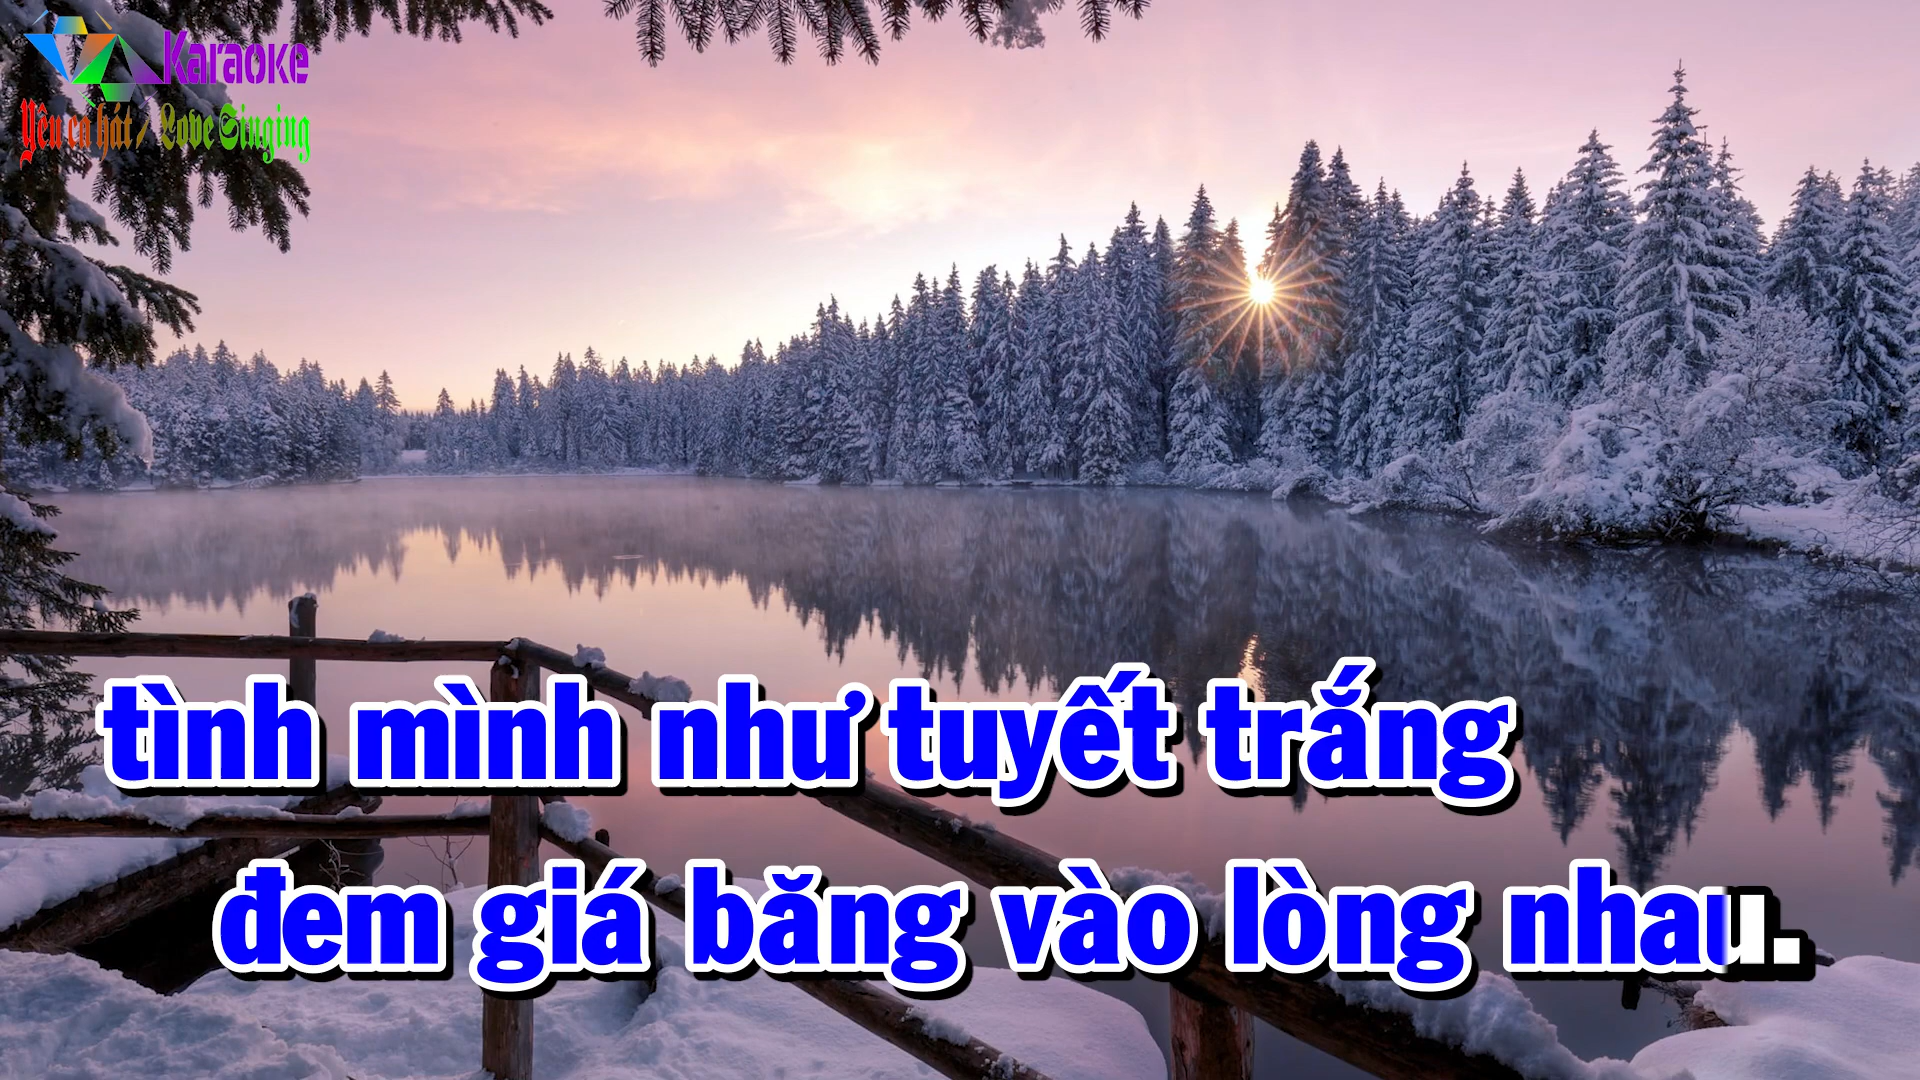 Karaoke
Yêu ca hát / Love Singing
tình mình như tuyết trắng
đem giá băng vào lòng nhau.